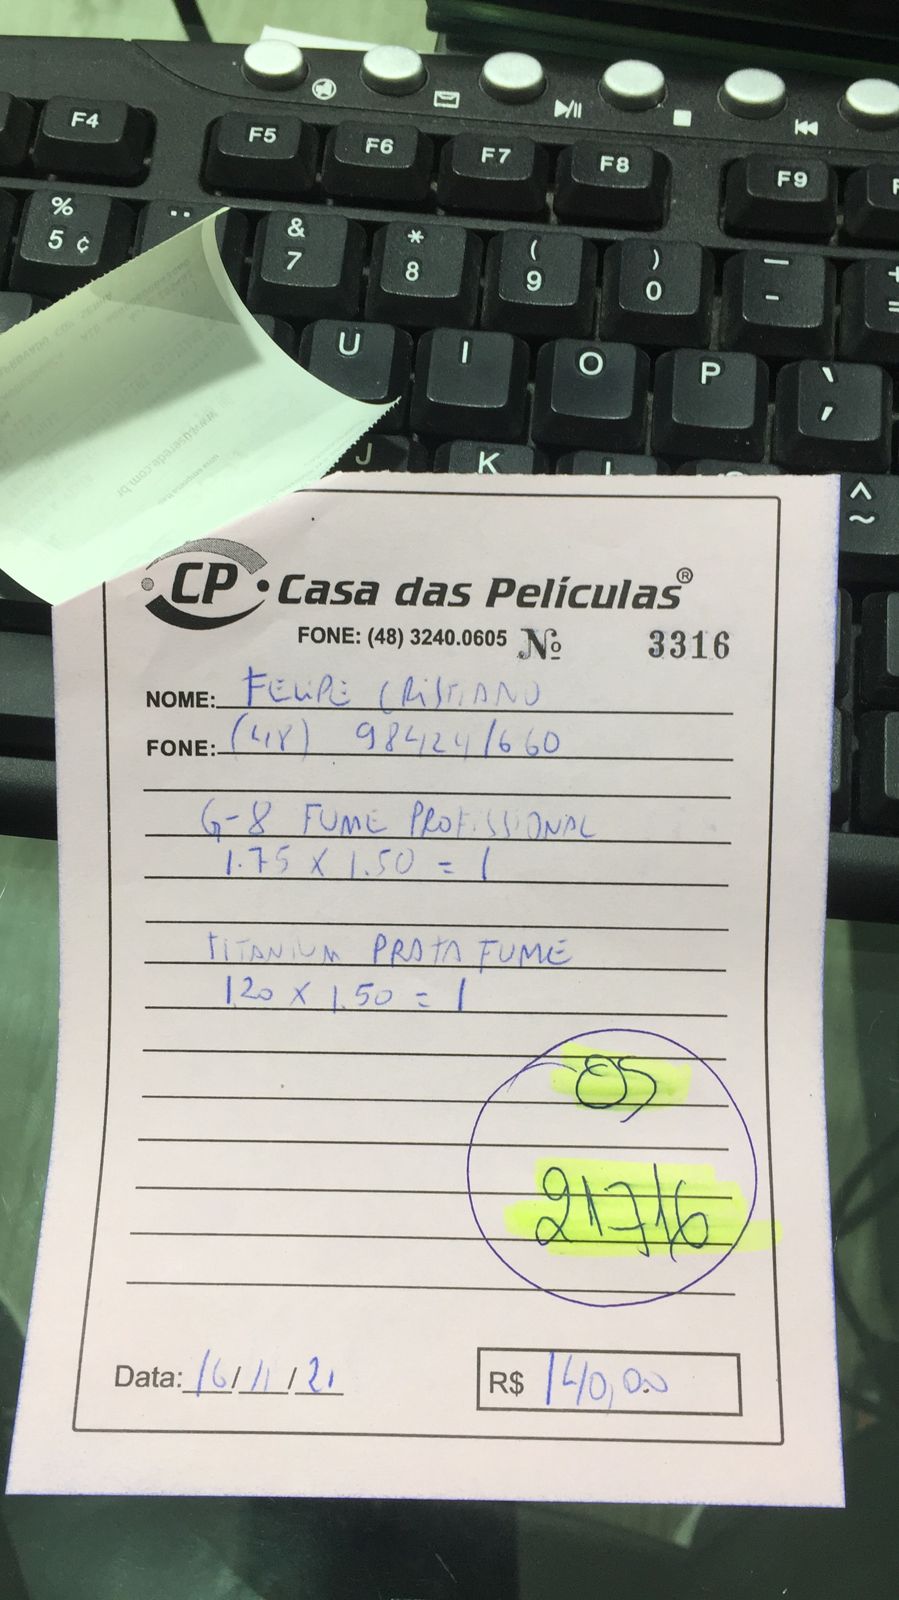 F4
F5
F6
F7
F8
F9
%
5 ¢
&
7
*
8
(
9
)
0
U
I
O
P
J
K
CP Casa das Películas®
FONE: (48) 3240.0605 Nº 3316
NOME: FELIPE CRISTIANO
FONE: (48) 984241660
G-8 FUME PROFISSIONAL
1.75 X 1.50 = 1
TITANIUM PRATA FUME
1.20 X 1.50 = 1
05
21716
Data: 16/11/21
R$ 140,00